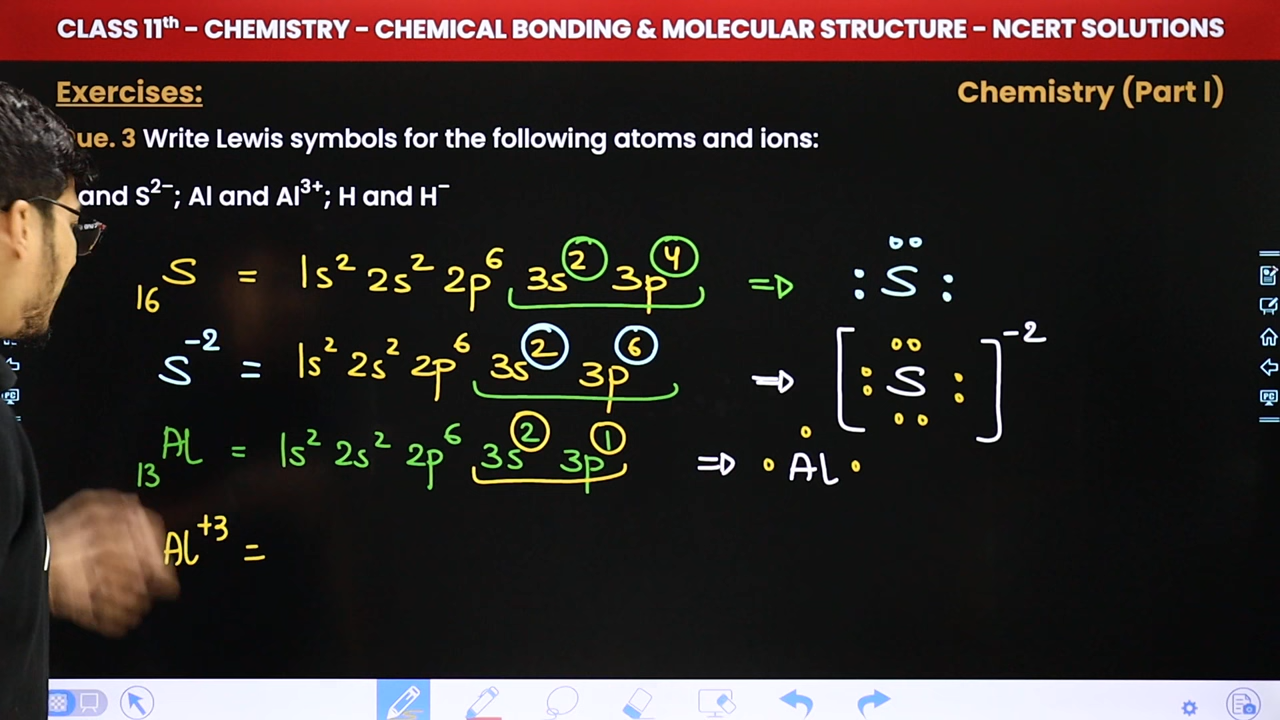 CLASS 11th – CHEMISTRY – CHEMICAL BONDING & MOLECULAR STRUCTURE – NCERT SOLUTIONS
Exercises: Chemistry (Part I)
ue. 3 Write Lewis symbols for the following atoms and ions:
and S²⁻; Al and Al³⁺; H and H⁻
₁₆S = 1s² 2s² 2p⁶ 3s² 3p⁴ ⇒ :S:
S⁻² = 1s² 2s² 2p⁶ 3s² 3p⁶ ⇒ [:S:]⁻²
₁₃Al = 1s² 2s² 2p⁶ 3s² 3p¹ ⇒ ·Al·
Al⁺³ =